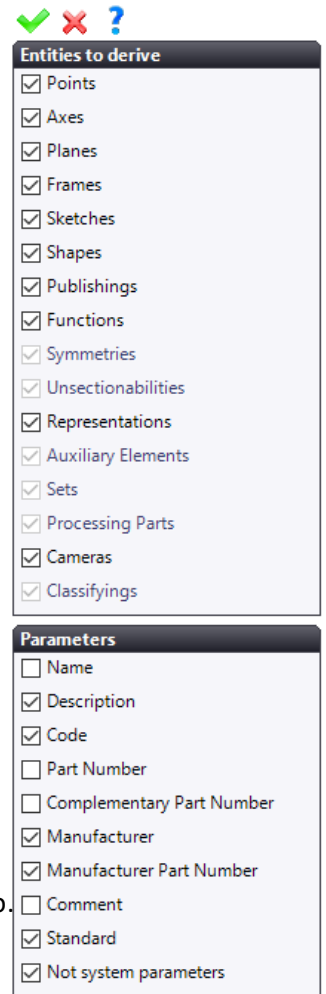 ?
Entities to derive
Points
Axes
Planes
Frames
Sketches
Shapes
Publishings
Functions
Symmetries
Unsectionabilities
Representations
Auxiliary Elements
Sets
Processing Parts
Cameras
Classifyings
Parameters
Name
Description
Code
Part Number
Complementary Part Number
Manufacturer
Manufacturer Part Number
Comment
Standard
Not system parameters